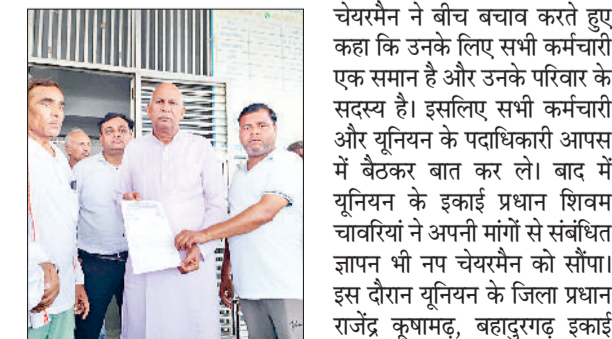 चेयरमैन ने बीच बचाव करते हुए
कहा कि उनके लिए सभी कर्मचारी
एक समान है और उनके परिवार के
सदस्य है। इसलिए सभी कर्मचारी
और यूनियन के पदाधिकारी आपस
में बैठकर बात कर ले। बाद में
यूनियन के इकाई प्रधान शिवम
चावरियां ने अपनी मांगों से संबंधित
ज्ञापन भी नप चेयरमैन को सौंपा।
इस दौरान यूनियन के जिला प्रधान
राजेंद्र कूषामढ़, बहादुरगढ़ इकाई